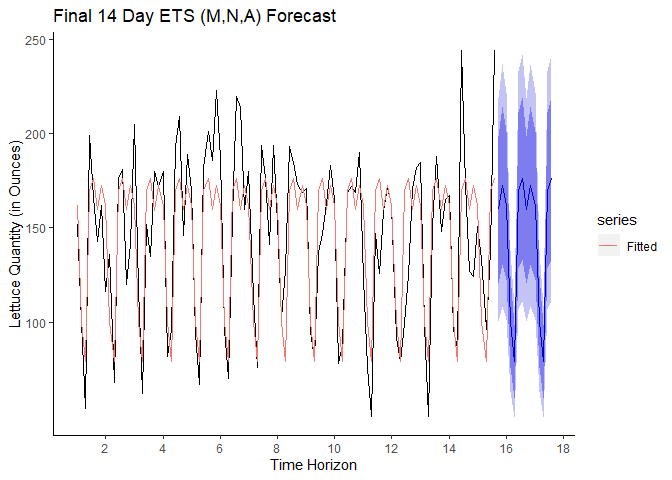 Final 14 Day ETS (M,N,A) Forecast
Lettuce Quantity (in Ounces)
250
200
150
100
2 4 6 8 10 12 14 16 18
Time Horizon
series
Fitted